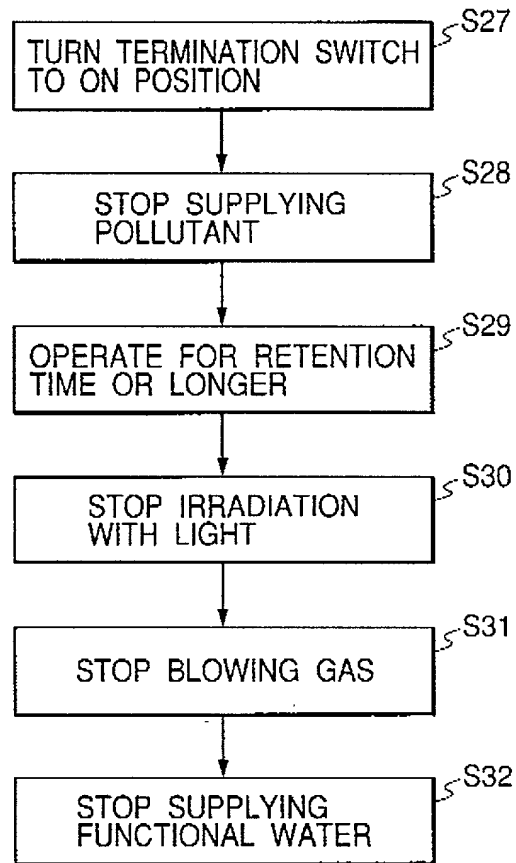 S27
TURN TERMINATION SWITCH
TO ON POSITION
S28
STOP SUPPLYING
POLLUTANT
S29
OPERATE FOR RETENTION
TIME OR LONGER
S30
STOP IRRADIATION
WITH LIGHT
S31
STOP BLOWING GAS
S32
STOP SUPPLYING
FUNCTIONAL WATER